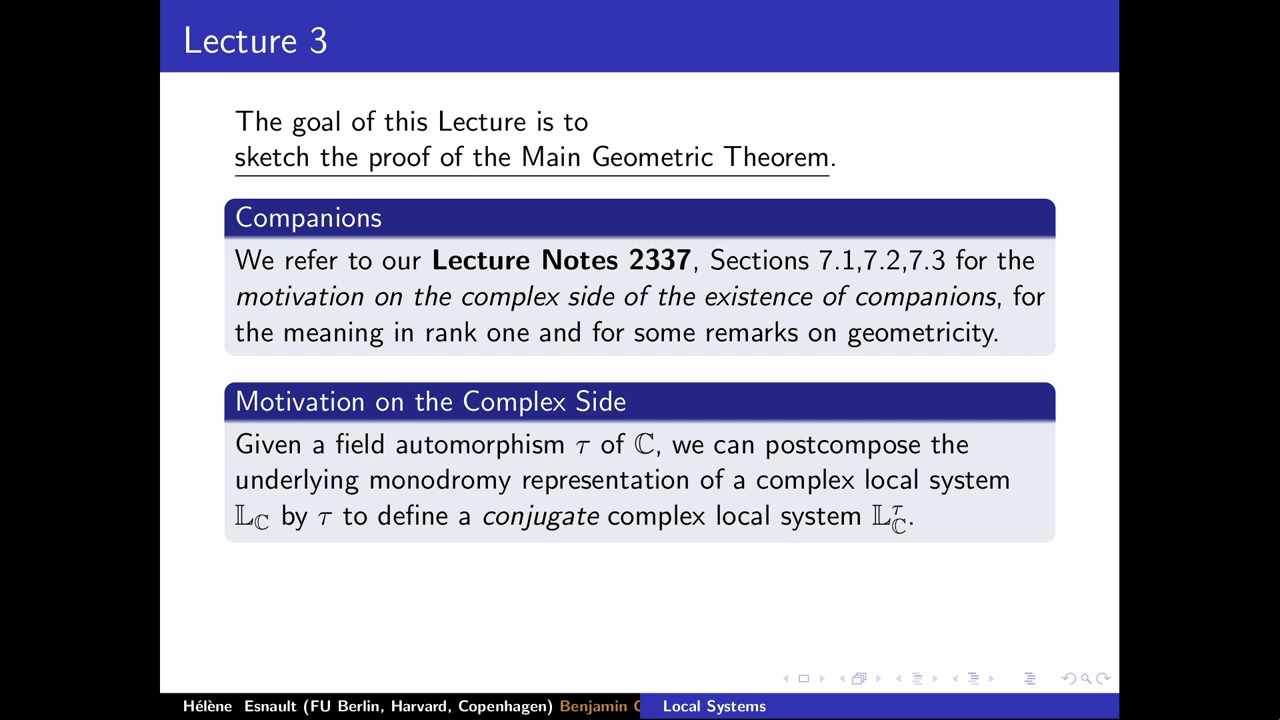 Lecture 3
The goal of this Lecture is to
sketch the proof of the Main Geometric Theorem.
Companions
We refer to our Lecture Notes 2337, Sections 7.1,7.2,7.3 for the
motivation on the complex side of the existence of companions, for
the meaning in rank one and for some remarks on geometricity.
Motivation on the Complex Side
Given a field automorphism τ of ℂ, we can postcompose the
underlying monodromy representation of a complex local system
𝕃_ℂ by τ to define a conjugate complex local system 𝕃^τ_ℂ.
Hélène Esnault (FU Berlin, Harvard, Copenhagen) Benjamin
Local Systems